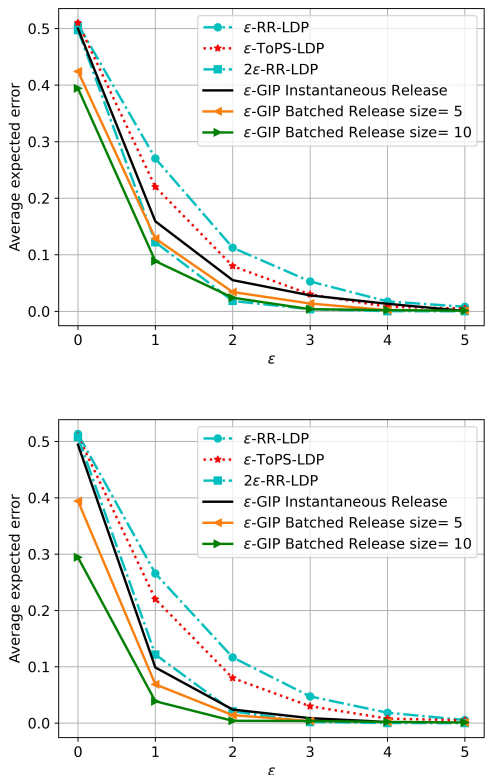 0.5
ε-RR-LDP
ε-ToPS-LDP
2ε-RR-LDP
0.4
ε-GIP Instantaneous Release
ε-GIP Batched Release size= 5
ε-GIP Batched Release size= 10
0.3
Average expected error
0.2
0.1
0.0
0 1 2 3 4 5
ε
0.5
ε-RR-LDP
ε-ToPS-LDP
2ε-RR-LDP
0.4
ε-GIP Instantaneous Release
ε-GIP Batched Release size= 5
ε-GIP Batched Release size= 10
0.3
Average expected error
0.2
0.1
0.0
0 1 2 3 4 5
ε